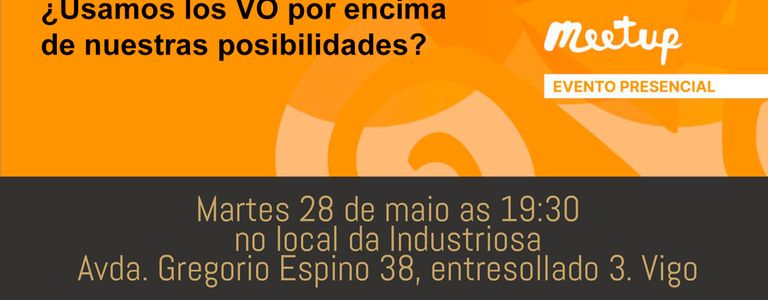 ¿Usamos los VO por encima
de nuestras posibilidades?
Meetup
EVENTO PRESENCIAL
Martes 28 de maio as 19:30
no local da Industriosa
Avda. Gregorio Espino 38, entresollado 3. Vigo